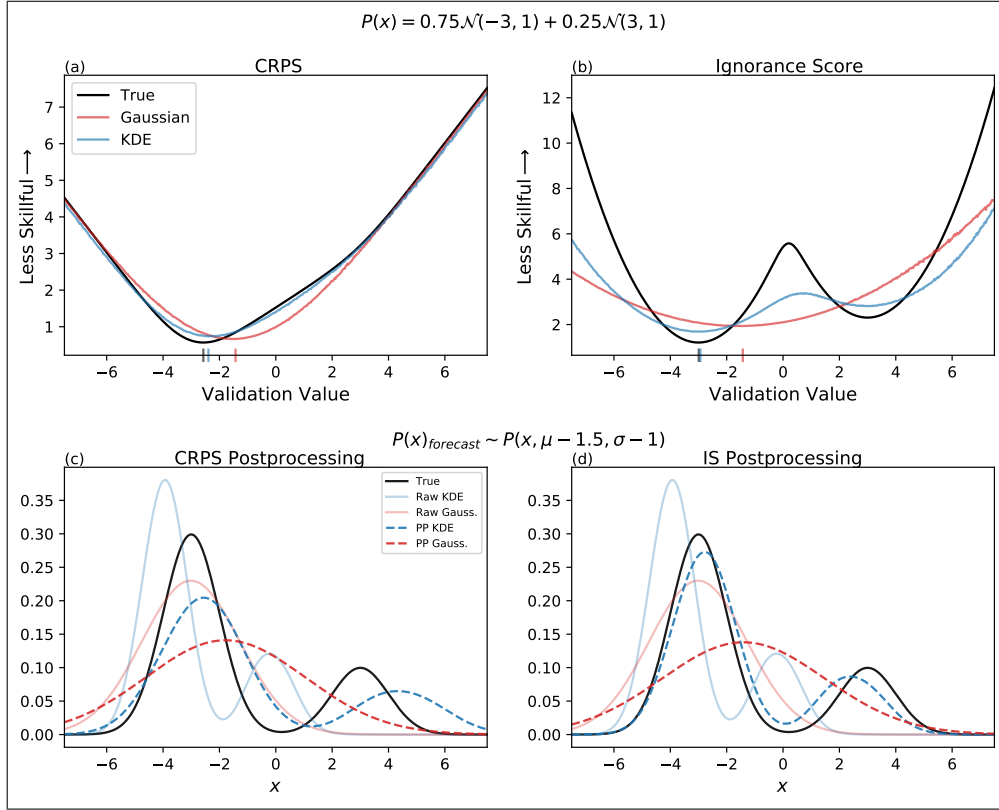 P(x) = 0.75𝒩(−3, 1) + 0.25𝒩(3, 1)
(a) CRPS
True
Gaussian
KDE
Less Skillful ⟶
7
6
5
4
3
2
1
−6 −4 −2 0 2 4 6
Validation Value
(b) Ignorance Score
Less Skillful ⟶
12
10
8
6
4
2
−6 −4 −2 0 2 4 6
Validation Value
P(x)forecast ~ P(x, μ − 1.5, σ − 1)
(c) CRPS Postprocessing
True
Raw KDE
Raw Gauss.
PP KDE
PP Gauss.
0.35
0.30
0.25
0.20
0.15
0.10
0.05
0.00
−6 −4 −2 0 2 4 6
x
(d) IS Postprocessing
0.35
0.30
0.25
0.20
0.15
0.10
0.05
0.00
−6 −4 −2 0 2 4 6
x